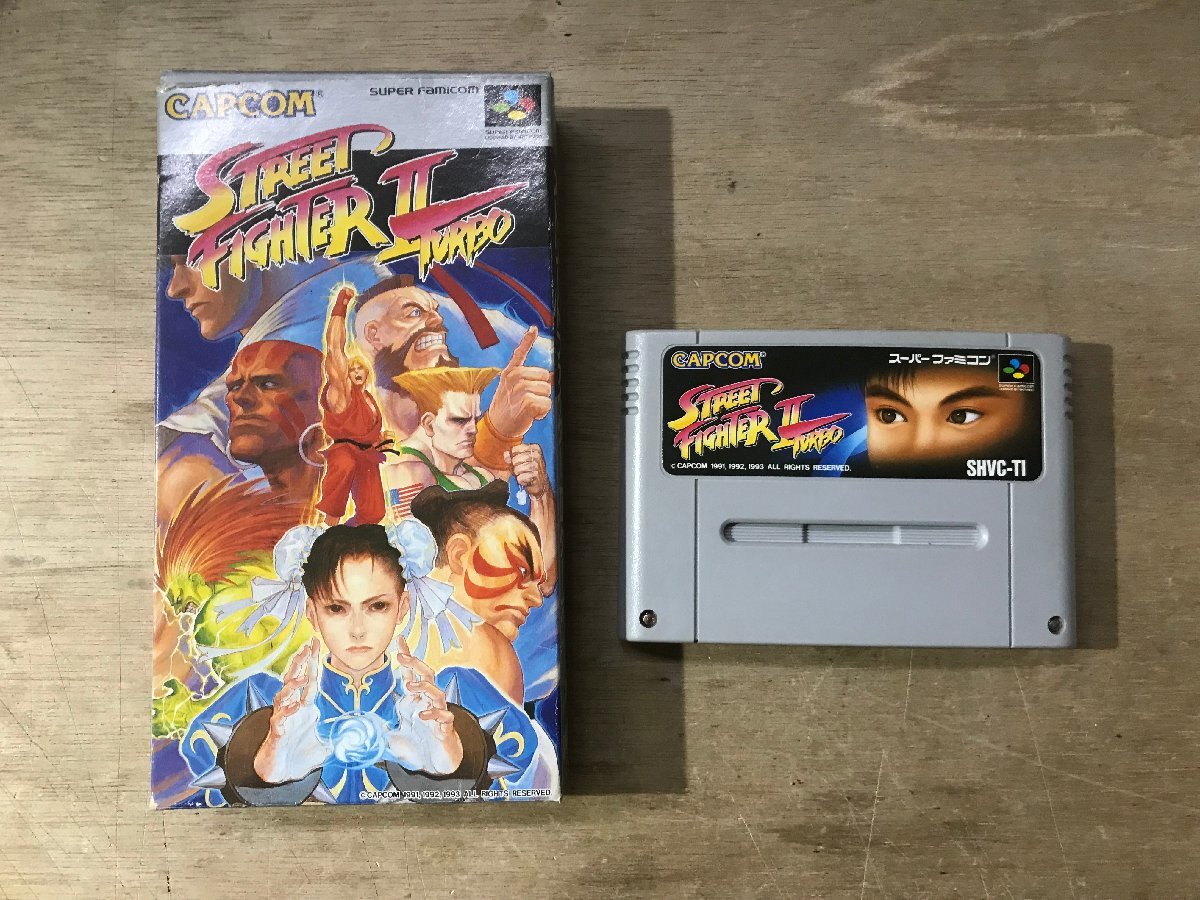 CAPCOM®
SUPER FAMICOM
STREET
FIGHTER II
TURBO
© CAPCOM 1991, 1992, 1993 ALL RIGHTS RESERVED.
CAPCOM®
スーパーファミコン®
STREET
FIGHTER II
TURBO
© CAPCOM 1991, 1992, 1993 ALL RIGHTS RESERVED.
SHVC-TI